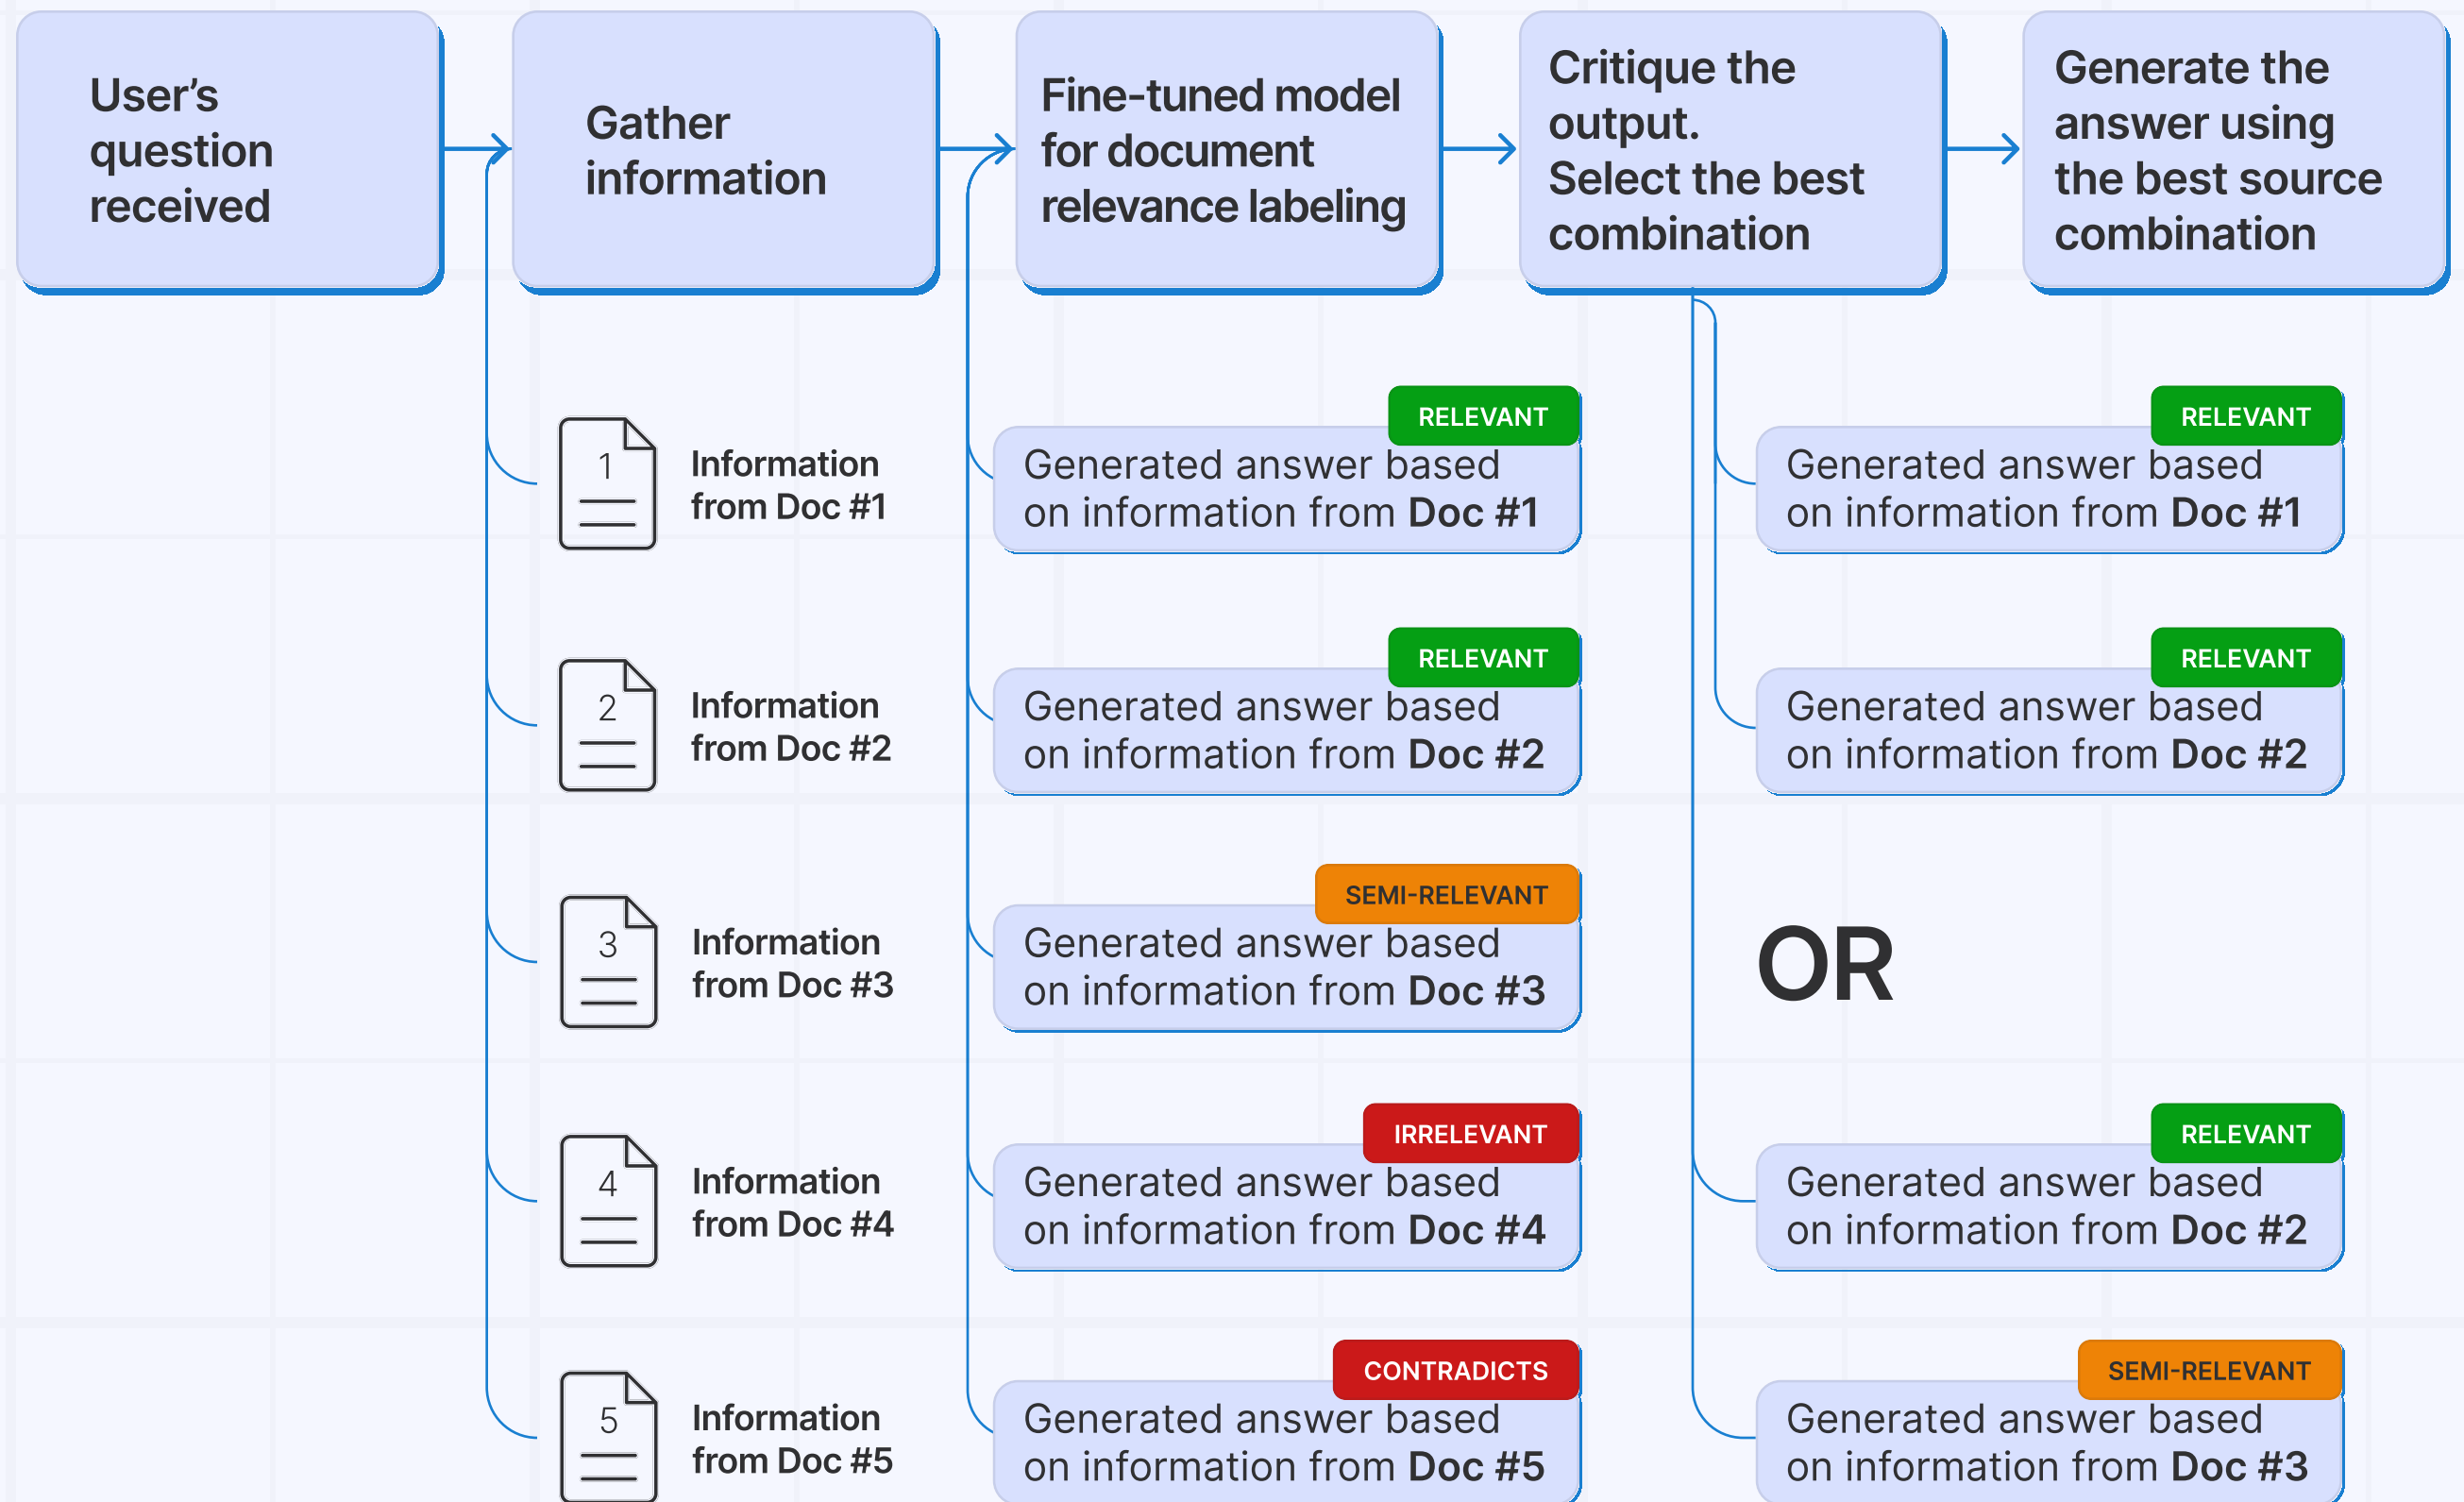 User’s
question
received
Gather
information
Fine-tuned model
for document
relevance labeling
Critique the
output.
Select the best
combination
Generate the
answer using
the best source
combination
1
Information
from Doc #1
2
Information
from Doc #2
3
Information
from Doc #3
4
Information
from Doc #4
5
Information
from Doc #5
RELEVANT
Generated answer based
on information from Doc #1
RELEVANT
Generated answer based
on information from Doc #2
SEMI-RELEVANT
Generated answer based
on information from Doc #3
IRRELEVANT
Generated answer based
on information from Doc #4
CONTRADICTS
Generated answer based
on information from Doc #5
RELEVANT
Generated answer based
on information from Doc #1
RELEVANT
Generated answer based
on information from Doc #2
OR
RELEVANT
Generated answer based
on information from Doc #2
SEMI-RELEVANT
Generated answer based
on information from Doc #3